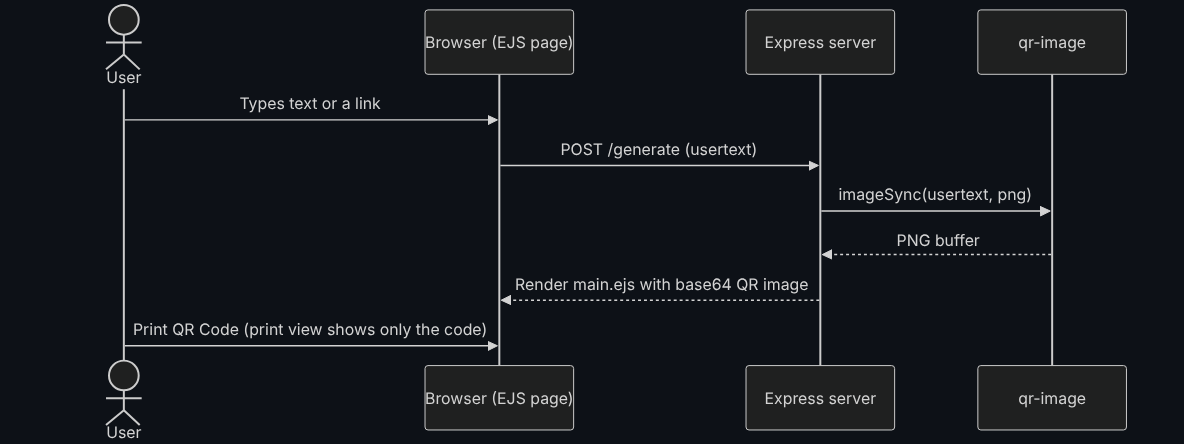 User
Browser (EJS page)
Express server
qr-image
Types text or a link
POST /generate (usertext)
imageSync(usertext, png)
PNG buffer
Render main.ejs with base64 QR image
Print QR Code (print view shows only the code)
User
Browser (EJS page)
Express server
qr-image